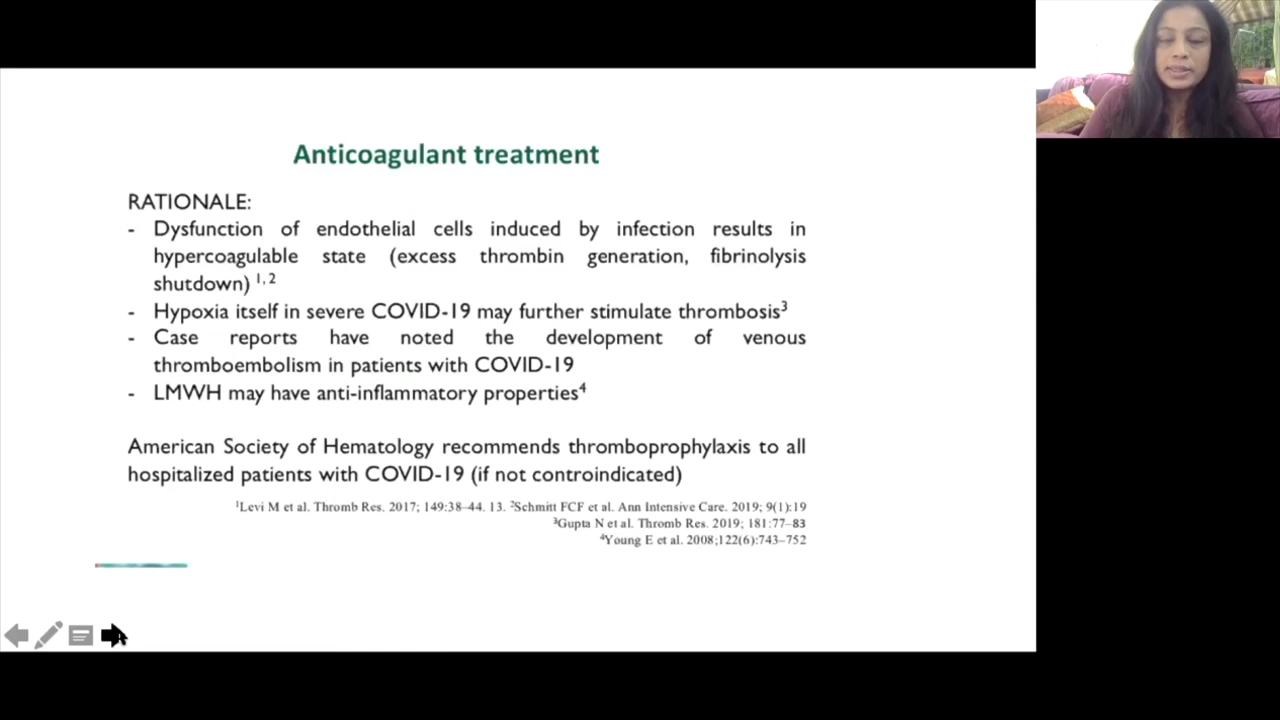 Anticoagulant treatment
RATIONALE:
- Dysfunction of endothelial cells induced by infection results in
hypercoagulable state (excess thrombin generation, fibrinolysis
shutdown) 1,2
- Hypoxia itself in severe COVID-19 may further stimulate thrombosis3
- Case reports have noted the development of venous
thromboembolism in patients with COVID-19
- LMWH may have anti-inflammatory properties4
American Society of Hematology recommends thromboprophylaxis to all
hospitalized patients with COVID-19 (if not controindicated)
1Levi M et al. Thromb Res. 2017; 149:38–44. 13. 2Schmitt FCF et al. Ann Intensive Care. 2019; 9(1):19
3Gupta N et al. Thromb Res. 2019; 181:77–83
4Young E et al. 2008;122(6):743–752